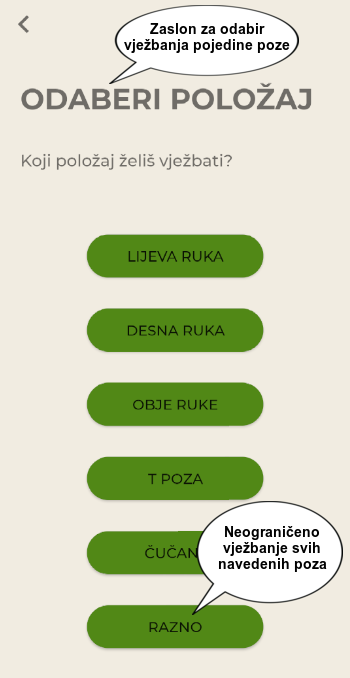 Zaslon za odabir
vježbanja pojedine poze
ODABERI POLOŽAJ
Koji položaj želiš vježbati?
LIJEVA RUKA
DESNA RUKA
OBJE RUKE
T POZA
ČUČAN
Neograničeno
vježbanje svih
navedenih poza
RAZNO